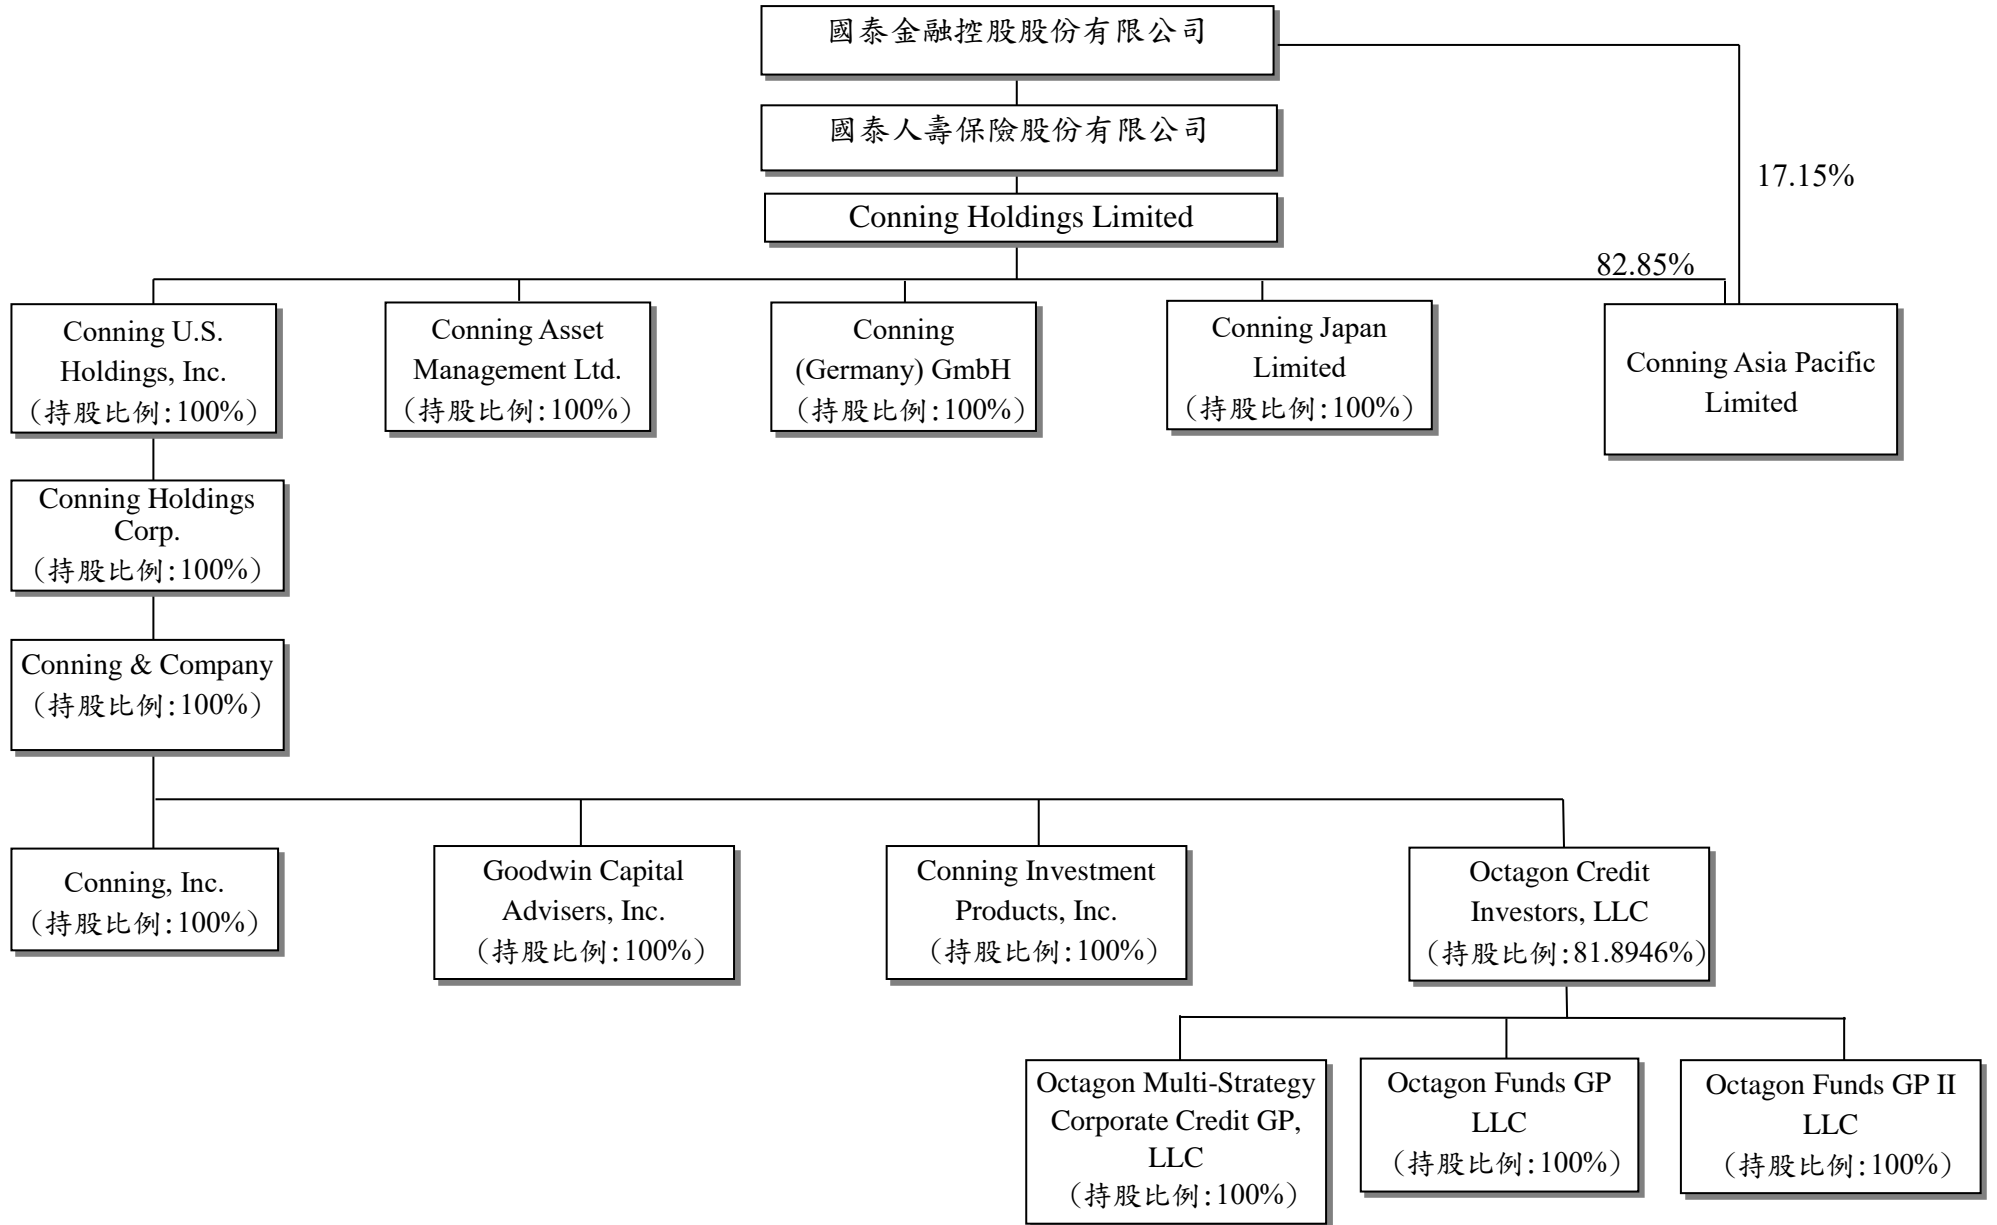 國泰金融控股股份有限公司
國泰人壽保險股份有限公司
17.15%
Conning Holdings Limited
82.85%
Conning U.S.
Holdings, Inc.
（持股比例：100%）
Conning Asset
Management Ltd.
（持股比例：100%）
Conning
(Germany) GmbH
（持股比例：100%）
Conning Japan
Limited
（持股比例：100%）
Conning Asia Pacific
Limited
Conning Holdings
Corp.
（持股比例：100%）
Conning & Company
（持股比例：100%）
Conning, Inc.
（持股比例：100%）
Goodwin Capital
Advisers, Inc.
（持股比例：100%）
Conning Investment
Products, Inc.
（持股比例：100%）
Octagon Credit
Investors, LLC
（持股比例：81.8946%）
Octagon Multi-Strategy
Corporate Credit GP,
LLC
（持股比例：100%）
Octagon Funds GP
LLC
（持股比例：100%）
Octagon Funds GP II
LLC
（持股比例：100%）